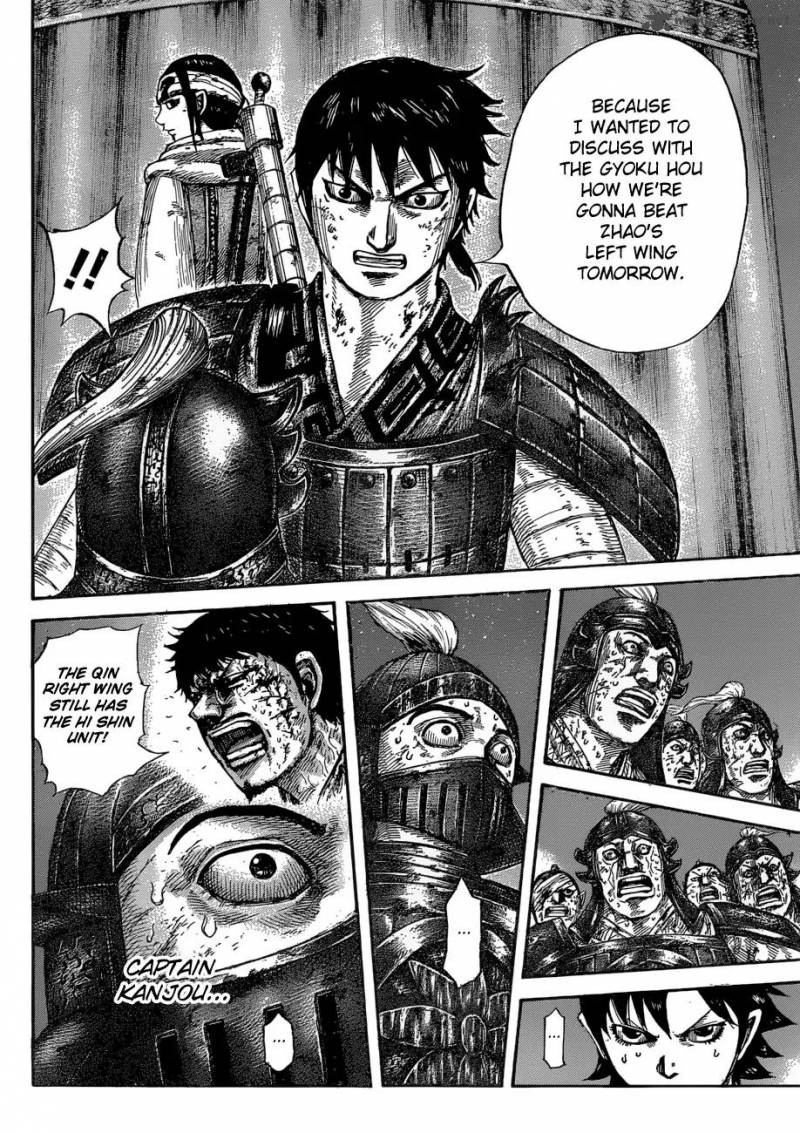 BECAUSE
I WANTED TO
DISCUSS WITH
THE GYOKU HOU
HOW WE'RE
GONNA BEAT
ZHAO'S
LEFT WING
TOMORROW.
!!
THE QIN
RIGHT WING
STILL HAS
THE HI SHIN
UNIT!
...
CAPTAIN
KANJOU...
...
...